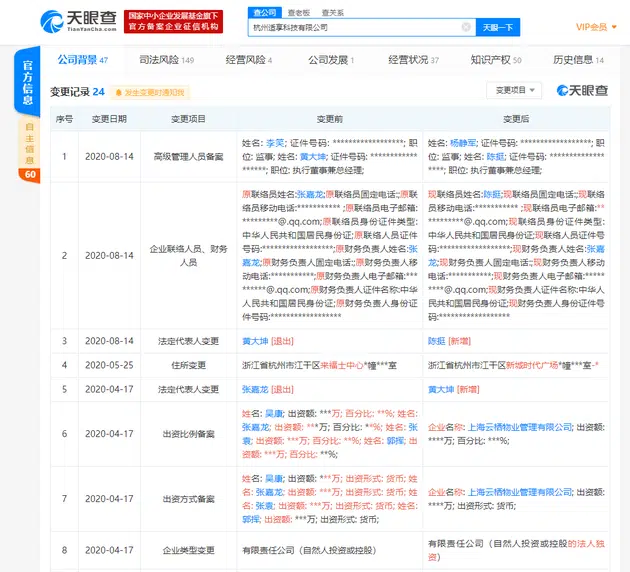 天眼查
TianYanCha.com
国家中小企业发展基金旗下
官方备案企业征信机构
查公司 查老板 查关系
杭州适享科技有限公司
天眼一下
VIP会员
官方信息
自主信息
60
公司背景 47 司法风险 149 经营风险 4 公司发展 1 经营状况 37 知识产权 50 历史信息 14
变更记录 24 发生变更时通知我 变更项目 天眼查
序号 变更日期 变更项目 变更前 变更后
1 2020-08-14 高级管理人员备案
姓名: 李笑; 证件号码: ******************; 职
位: 监事; 姓名: 黄大坤; 证件号码: ************
******; 职位: 执行董事兼总经理;
姓名: 杨静军; 证件号码: ******************; 职
位: 监事; 姓名: 陈挺; 证件号码: ************
******; 职位: 执行董事兼总经理;
2 2020-08-14 企业联络人员、财务
人员
原联络员姓名:张嘉龙;原联络员固定电话:;原联
络员移动电话:*********** ;原联络员电子邮箱:
*********@.qq.com;原联络员身份证件类型:
中华人民共和国居民身份证;原联络人员证件
号码:******************;原财务负责人姓名:张
嘉龙;原财务负责人固定电话:;原财务负责人移
动电话:***********;原财务负责人电子邮箱:***
******@.qq.com;原财务负责人证件名称:中华
人民共和国居民身份证;原财务负责人身份证
件号码:******************
现联络员姓名:陈挺;现联络员固定电话:;现联络
员移动电话:*********** ;现联络员电子邮箱:**
*******@.qq.com;现联络员身份证件类型:
中华人民共和国居民身份证;现联络人员证件
号码:******************;现财务负责人姓名:张嘉
龙;现财务负责人固定电话:;现财务负责人移动
电话:***********;现财务负责人电子邮箱:****
*****@.qq.com;现财务负责人证件名称:中华人
民共和国居民身份证;现财务负责人身份证件号
码:******************
3 2020-08-14 法定代表人变更 黄大坤 [退出] 陈挺 [新增]
4 2020-05-25 住所变更 浙江省杭州市江干区来福士中心*幢***室 浙江省杭州市江干区新城时代广场*幢***室-*
5 2020-04-17 法定代表人变更 张嘉龙 [退出] 黄大坤 [新增]
6 2020-04-17 出资比例备案
姓名: 吴康; 出资额: ***万; 百分比: **%; 姓名:
张嘉龙; 出资额: ***万; 百分比: **%; 姓名: 张
袁; 出资额: ***万; 百分比: **%; 姓名: 郭挥; 出
资额: ***万; 百分比: **%;
企业名称: 上海云栖物业管理有限公司; 出资额:
****万; 百分比: ***%;
7 2020-04-17 出资方式备案
姓名: 吴康; 出资额: ***万; 出资形式: 货币; 姓
名: 张嘉龙; 出资额: ***万; 出资形式: 货币; 姓
名: 张袁; 出资额: ***万; 出资形式: 货币; 姓名:
郭挥; 出资额: ***万; 出资形式: 货币;
企业名称: 上海云栖物业管理有限公司; 出资额:
****万; 出资形式: 货币;
8 2020-04-17 企业类型变更 有限责任公司（自然人投资或控股）
有限责任公司（自然人投资或控股的法人独
资）